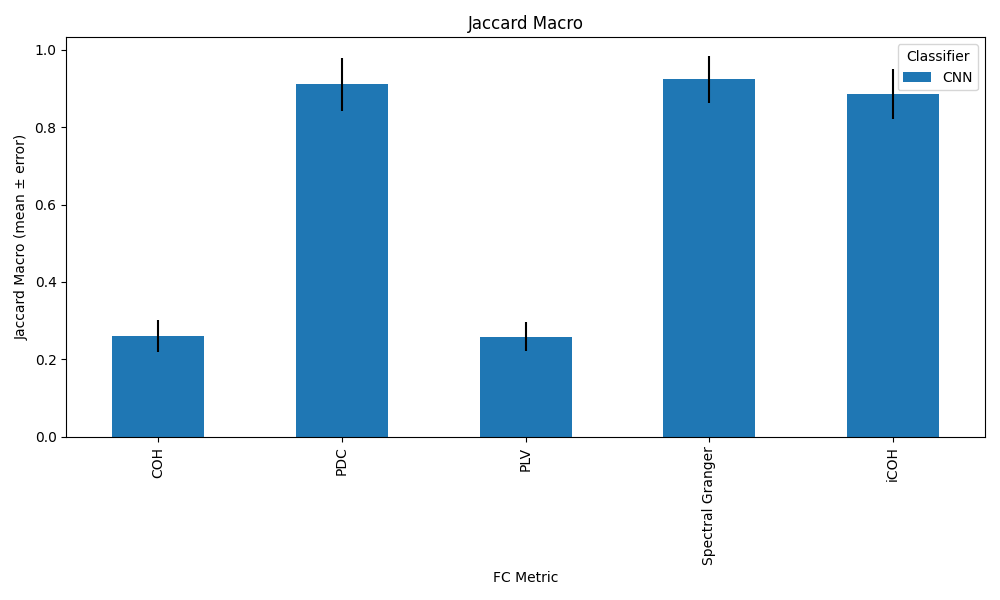 Jaccard Macro
Classifier
CNN
Jaccard Macro (mean ± error)
1.0
0.8
0.6
0.4
0.2
0.0
COH
PDC
PLV
Spectral Granger
iCOH
FC Metric